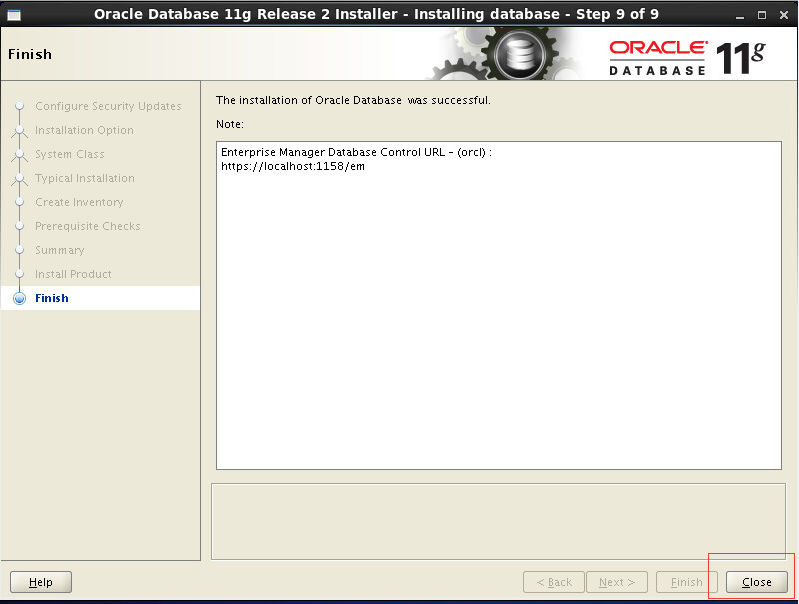 Oracle Database 11g Release 2 Installer - Installing database - Step 9 of 9
Finish
ORACLE
DATABASE
11g
Configure Security Updates
Installation Option
System Class
Typical Installation
Create Inventory
Prerequisite Checks
Summary
Install Product
Finish
The installation of Oracle Database was successful.
Note:
Enterprise Manager Database Control URL - (orcl) :
https://localhost:1158/em
Help
< Back
Next >
Finish
Close